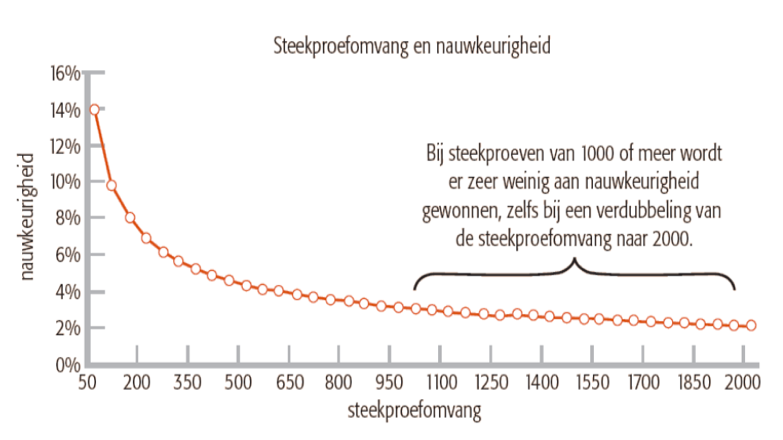 Steekproefomvang en nauwkeurigheid
16%
14%
12%
10%
8%
6%
4%
2%
0%
nauwkeurigheid
Bij steekproeven van 1000 of meer wordt
er zeer weinig aan nauwkeurigheid
gewonnen, zelfs bij een verdubbeling van
de steekproefomvang naar 2000.
50 200 350 500 650 800 950 1100 1250 1400 1550 1700 1850 2000
steekproefomvang